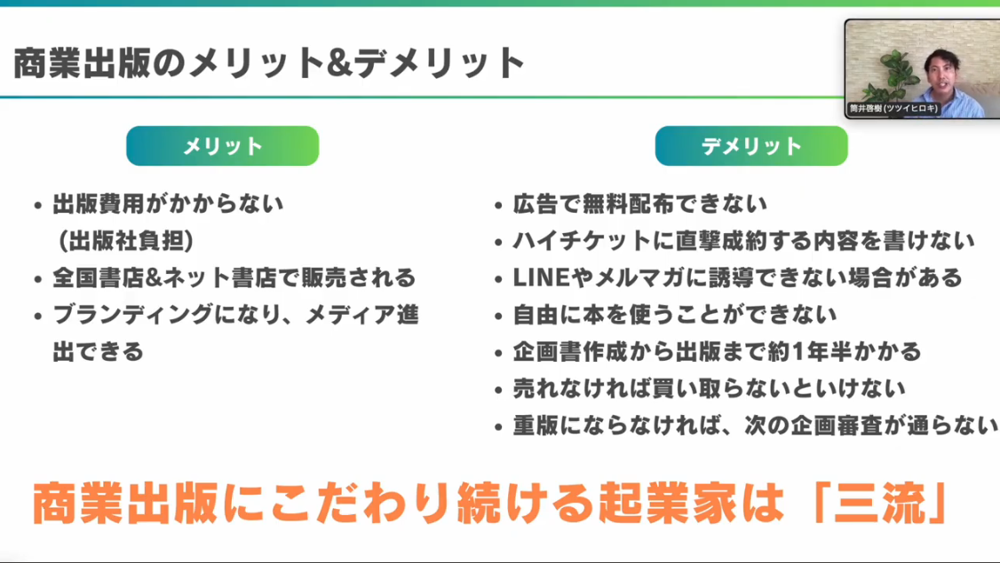 商業出版のメリット&デメリット
筒井啓樹(ツツイヒロキ)
メリット
• 出版費用がかからない
(出版社負担)
• 全国書店&ネット書店で販売される
• ブランディングになり、メディア進
出できる
デメリット
• 広告で無料配布できない
• ハイチケットに直撃成約する内容を書けない
• LINEやメルマガに誘導できない場合がある
• 自由に本を使うことができない
• 企画書作成から出版まで約1年半かかる
• 売れなければ買い取らないといけない
• 重版にならなければ、次の企画審査が通らない
商業出版にこだわり続ける起業家は「三流」